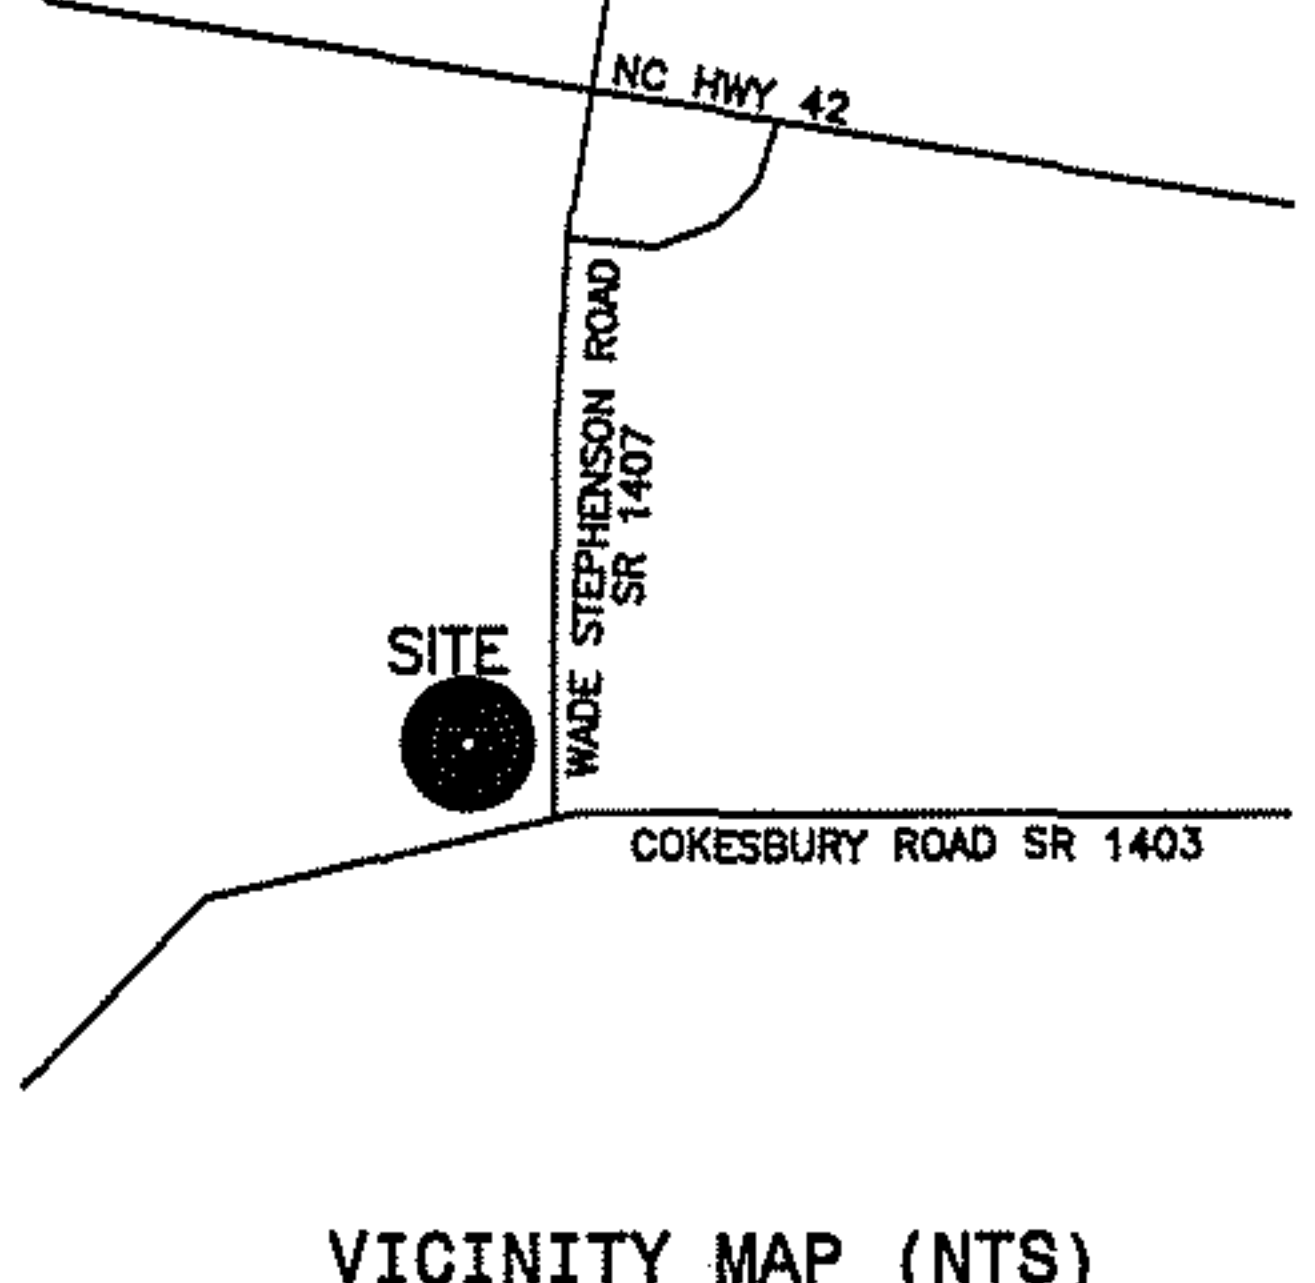 NC HWY 42
WADE STEPHENSON ROAD
SR 1407
SITE
COKESBURY ROAD SR 1403
VICINITY MAP (NTS)